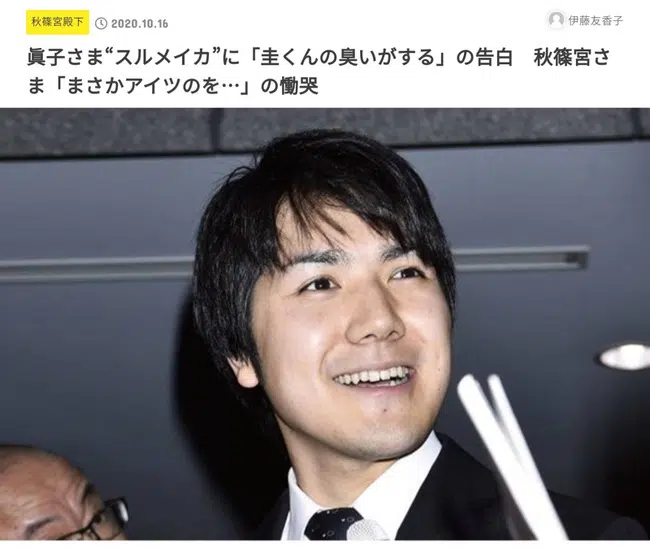 秋篠宮殿下 2020.10.16 伊藤友香子
眞子さま“スルメイカ”に「圭くんの臭いがする」の告白　秋篠宮さ
ま「まさかアイツのを…」の慟哭